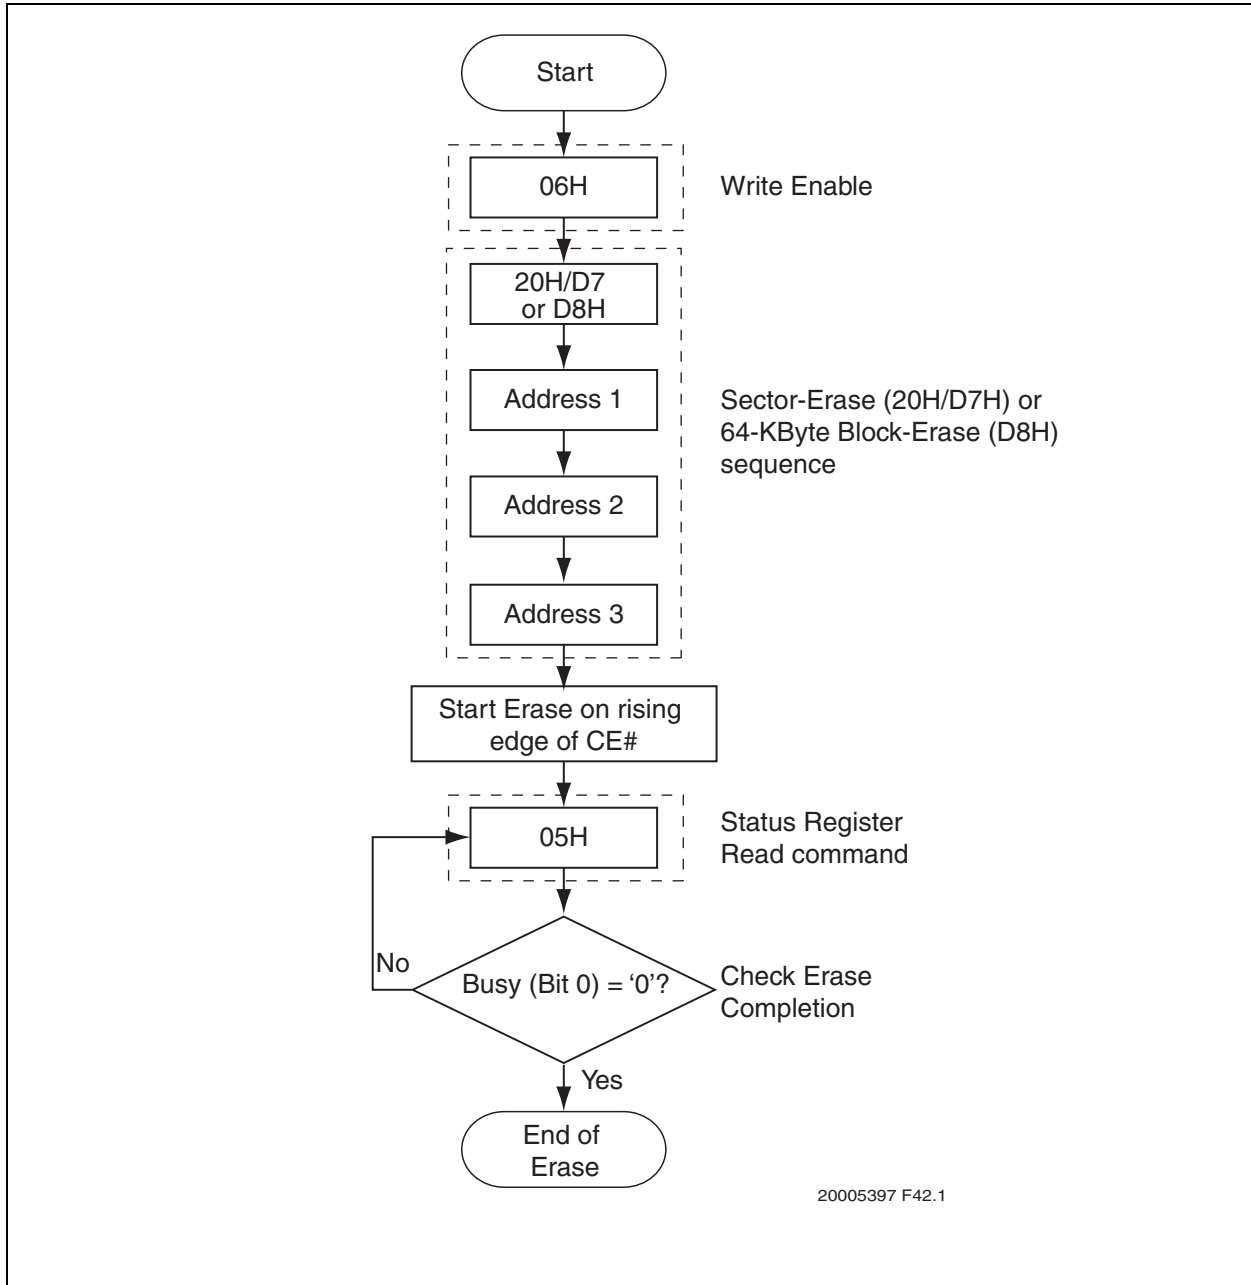 Start
06H
Write Enable
20H/D7
or D8H
Address 1
Sector-Erase (20H/D7H) or
64-KByte Block-Erase (D8H)
sequence
Address 2
Address 3
Start Erase on rising
edge of CE#
05H
Status Register
Read command
No
Busy (Bit 0) = ‘0’?
Check Erase
Completion
Yes
End of
Erase
20005397 F42.1